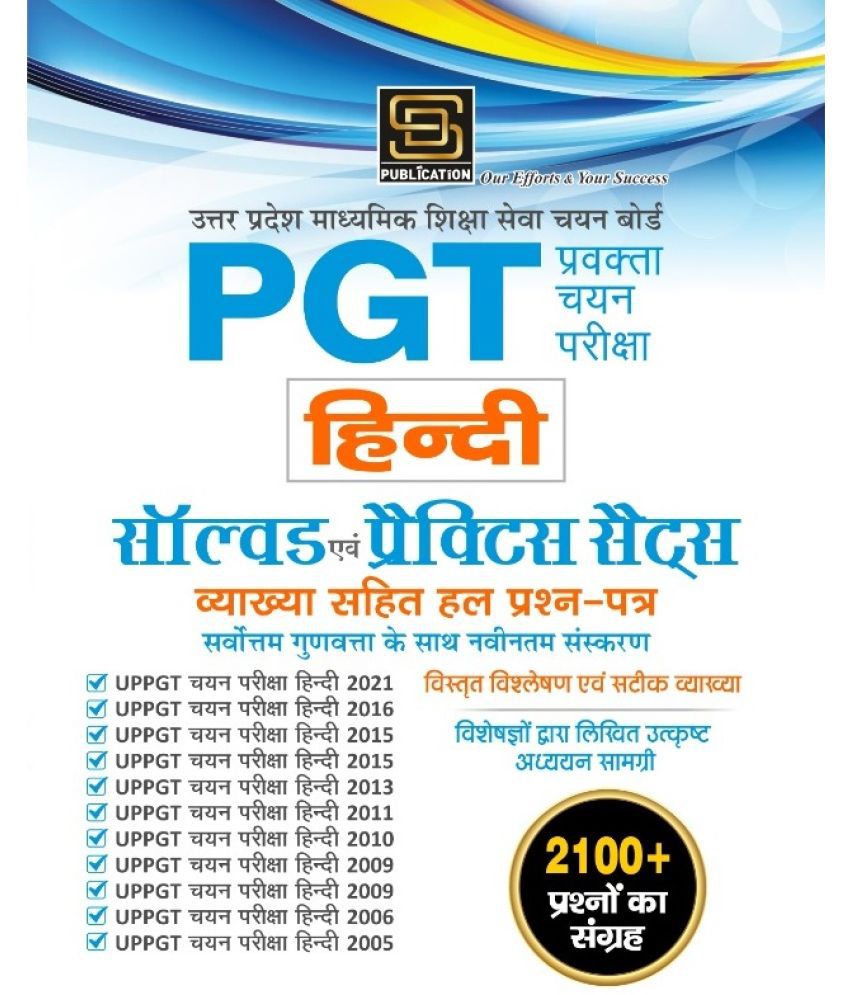 SD
PUBLICATION
Our Efforts & Your Success
उत्तर प्रदेश माध्यमिक शिक्षा सेवा चयन बोर्ड
PGT
प्रवक्ता
चयन
परीक्षा
हिन्दी
सॉल्वड एवं प्रैक्टिस सैट्स
व्याख्या सहित हल प्रश्न-पत्र
सर्वोत्तम गुणवत्ता के साथ नवीनतम संस्करण
UPPGT चयन परीक्षा हिन्दी 2021
UPPGT चयन परीक्षा हिन्दी 2016
UPPGT चयन परीक्षा हिन्दी 2015
UPPGT चयन परीक्षा हिन्दी 2015
UPPGT चयन परीक्षा हिन्दी 2013
UPPGT चयन परीक्षा हिन्दी 2011
UPPGT चयन परीक्षा हिन्दी 2010
UPPGT चयन परीक्षा हिन्दी 2009
UPPGT चयन परीक्षा हिन्दी 2009
UPPGT चयन परीक्षा हिन्दी 2006
UPPGT चयन परीक्षा हिन्दी 2005
विस्तृत विश्लेषण एवं सटीक व्याख्या
विशेषज्ञों द्वारा लिखित उत्कृष्ट
अध्ययन सामग्री
2100+
प्रश्नों का
संग्रह